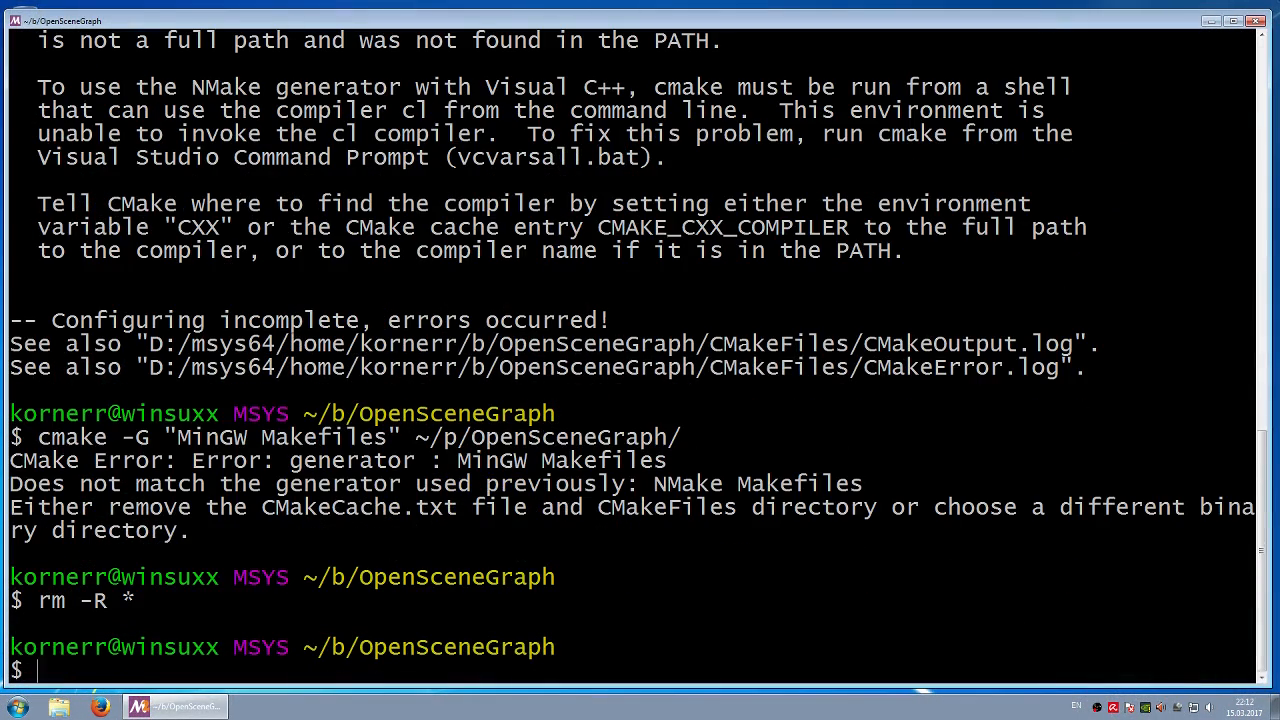 ~/b/OpenSceneGraph
is not a full path and was not found in the PATH.
To use the NMake generator with Visual C++, cmake must be run from a shell
that can use the compiler cl from the command line.  This environment is
unable to invoke the cl compiler.  To fix this problem, run cmake from the
Visual Studio Command Prompt (vcvarsall.bat).
Tell CMake where to find the compiler by setting either the environment
variable "CXX" or the CMake cache entry CMAKE_CXX_COMPILER to the full path
to the compiler, or to the compiler name if it is in the PATH.
-- Configuring incomplete, errors occurred!
See also "D:/msys64/home/kornerr/b/OpenSceneGraph/CMakeFiles/CMakeOutput.log".
See also "D:/msys64/home/kornerr/b/OpenSceneGraph/CMakeFiles/CMakeError.log".
kornerr@winsuxx MSYS ~/b/OpenSceneGraph
$ cmake -G "MinGW Makefiles" ~/p/OpenSceneGraph/
CMake Error: Error: generator : MinGW Makefiles
Does not match the generator used previously: NMake Makefiles
Either remove the CMakeCache.txt file and CMakeFiles directory or choose a different bina
ry directory.
kornerr@winsuxx MSYS ~/b/OpenSceneGraph
$ rm -R *
kornerr@winsuxx MSYS ~/b/OpenSceneGraph
$
~/b/OpenSceneG...
EN
22:12
15.03.2017